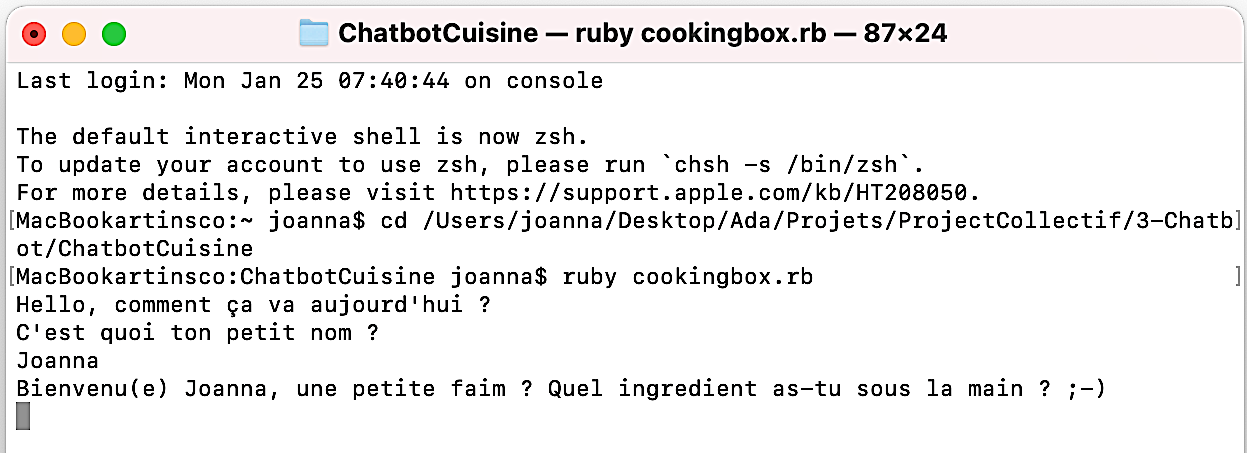 ChatbotCuisine — ruby cookingbox.rb — 87×24
Last login: Mon Jan 25 07:40:44 on console
The default interactive shell is now zsh.
To update your account to use zsh, please run `chsh -s /bin/zsh`.
For more details, please visit https://support.apple.com/kb/HT208050.
[MacBookartinsco:~ joanna$ cd /Users/joanna/Desktop/Ada/Projets/ProjectCollectif/3-Chatb]
ot/ChatbotCuisine
[MacBookartinsco:ChatbotCuisine joanna$ ruby cookingbox.rb ]
Hello, comment ça va aujourd'hui ?
C'est quoi ton petit nom ?
Joanna
Bienvenu(e) Joanna, une petite faim ? Quel ingredient as-tu sous la main ? ;-)